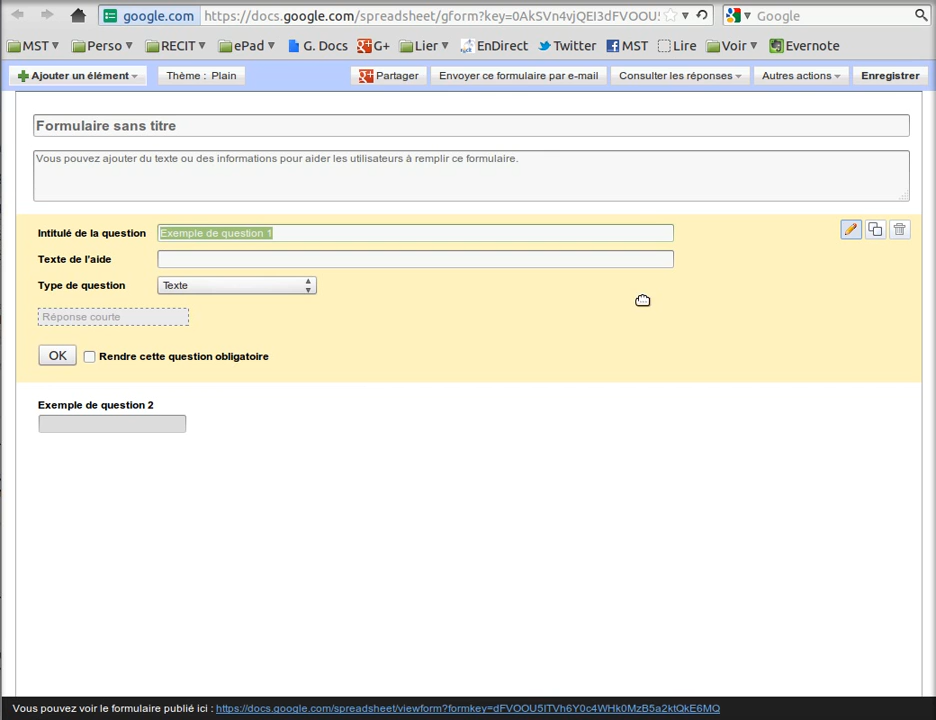 google.com https://docs.google.com/spreadsheet/gform?key=0AkSVn4vjQEI3dFVOOU! Google
MST Perso RECIT ePad G. Docs G+ Lier EnDirect Twitter MST Lire Voir Evernote
Ajouter un élément Thème : Plain Partager Envoyer ce formulaire par e-mail Consulter les réponses Autres actions Enregistrer
Formulaire sans titre
Vous pouvez ajouter du texte ou des informations pour aider les utilisateurs à remplir ce formulaire.
Intitulé de la question Exemple de question 1
Texte de l'aide
Type de question Texte
Réponse courte
OK Rendre cette question obligatoire
Exemple de question 2
Vous pouvez voir le formulaire publié ici : https://docs.google.com/spreadsheet/viewform?formkey=dFVOOU5ITVh6Y0c4WHk0MzB5a2ktQkE6MQ